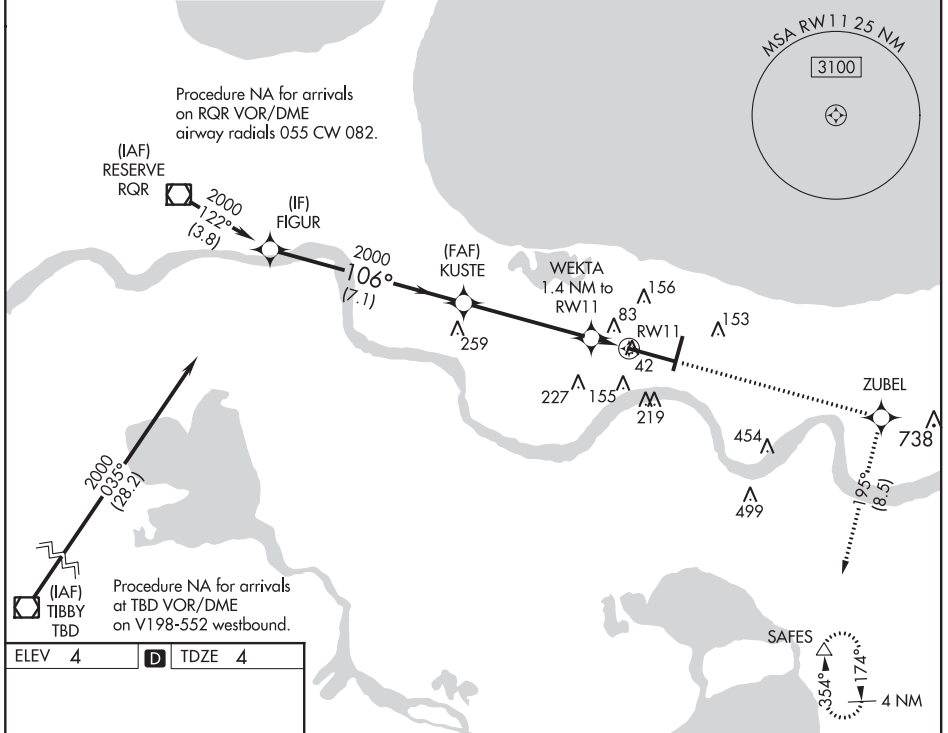 MSA RW11 25 NM
3100
Procedure NA for arrivals
on RQR VOR/DME
airway radials 055 CW 082.
(IAF)
RESERVE
RQR
2000
122°
(3.8)
(IF)
FIGUR
2000
106°
(7.1)
(FAF)
KUSTE
259
WEKTA
1.4 NM to
RW11
156
83
RW11
153
42
227
155
219
ZUBEL
738
454
499
195°
(8.5)
2000
035°
(28.2)
(IAF)
TIBBY
TBD
Procedure NA for arrivals
at TBD VOR/DME
on V198-552 westbound.
SAFES
354°
174°
4 NM
ELEV 4 D TDZE 4